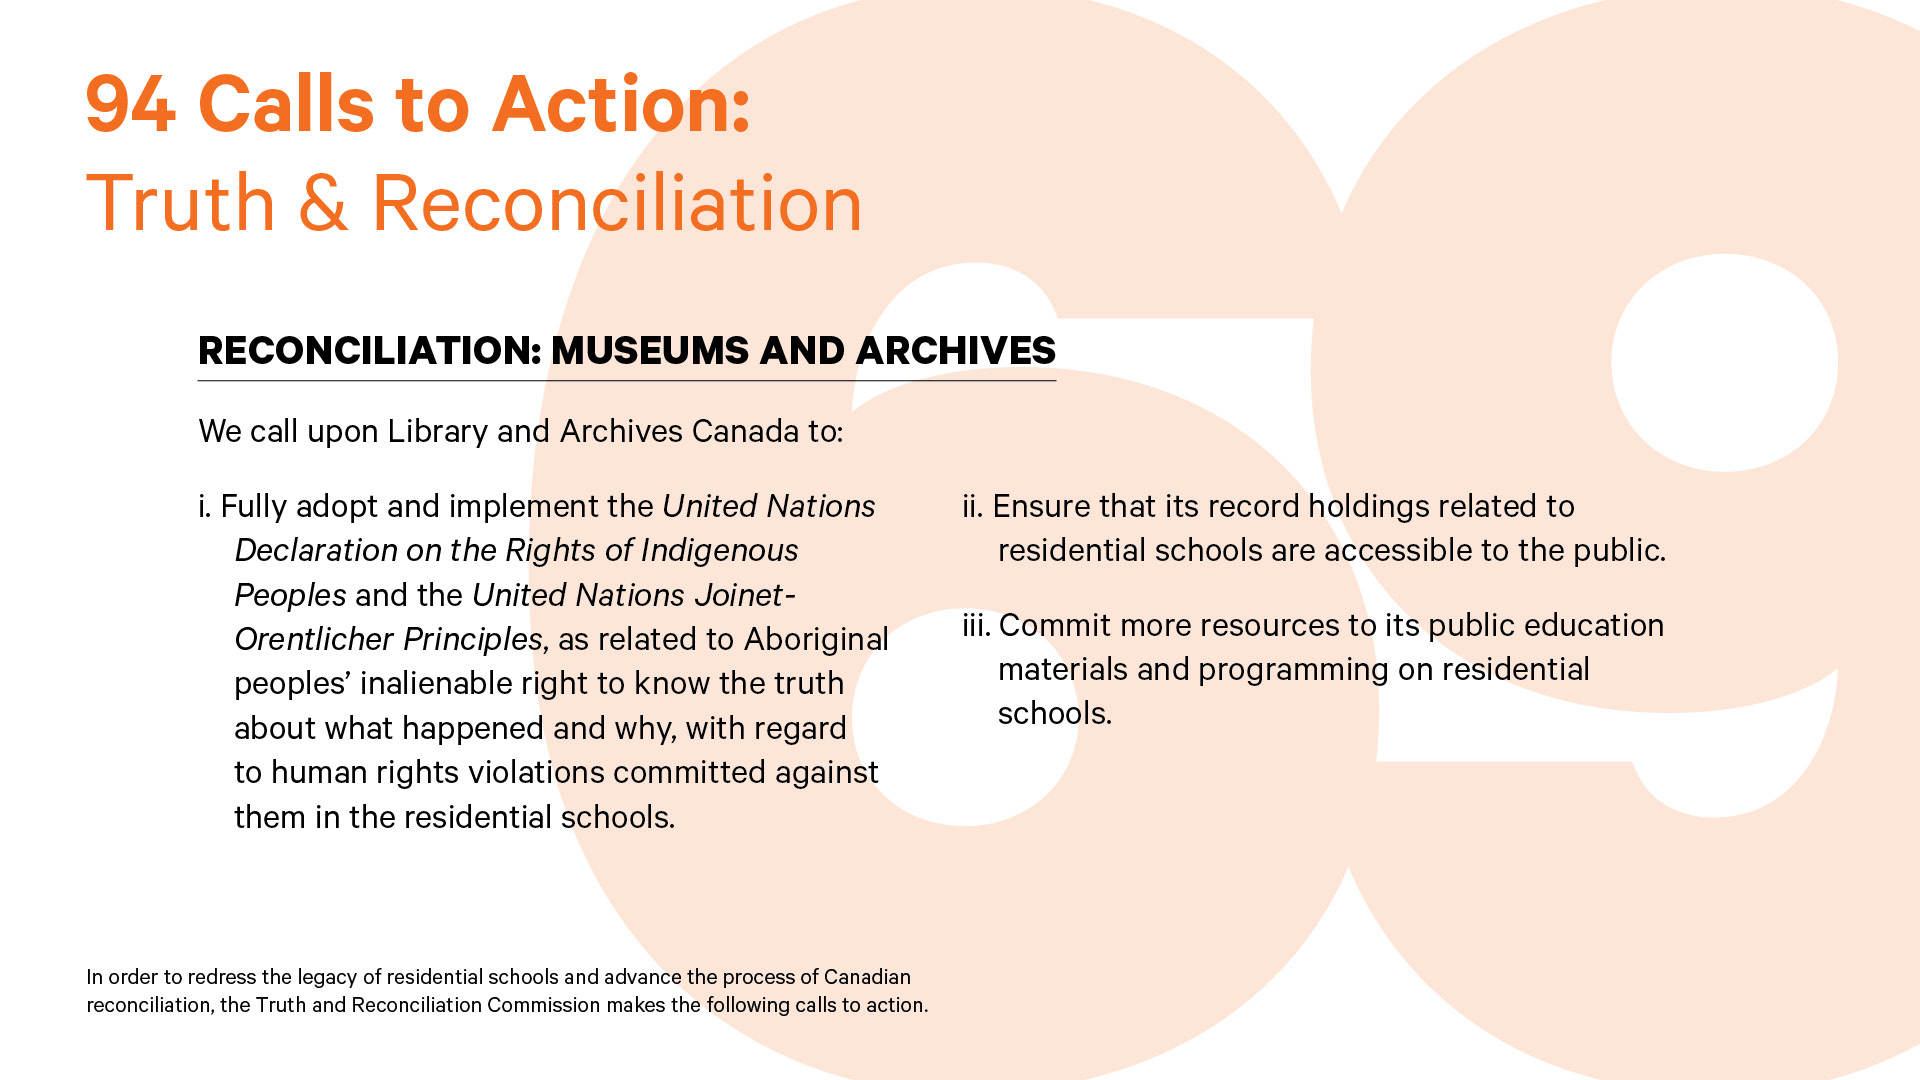 94 Calls to Action:
Truth & Reconciliation
69
RECONCILIATION: MUSEUMS AND ARCHIVES
We call upon Library and Archives Canada to:
i. Fully adopt and implement the United Nations
Declaration on the Rights of Indigenous
Peoples and the United Nations Joinet-
Orentlicher Principles, as related to Aboriginal
peoples’ inalienable right to know the truth
about what happened and why, with regard
to human rights violations committed against
them in the residential schools.
ii. Ensure that its record holdings related to
residential schools are accessible to the public.
iii. Commit more resources to its public education
materials and programming on residential
schools.
In order to redress the legacy of residential schools and advance the process of Canadian
reconciliation, the Truth and Reconciliation Commission makes the following calls to action.